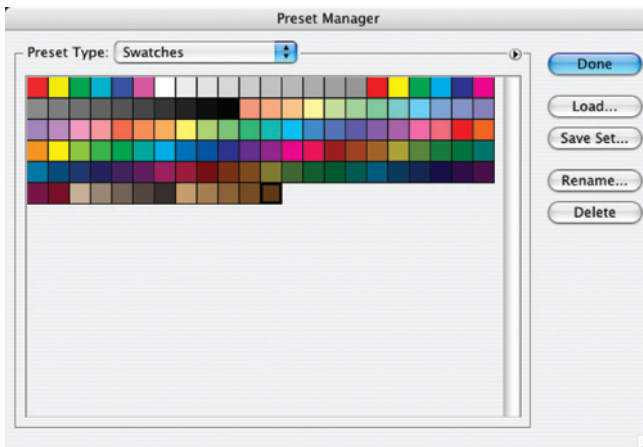 Preset Manager
Preset Type: Swatches
Done
Load...
Save Set...
Rename...
Delete